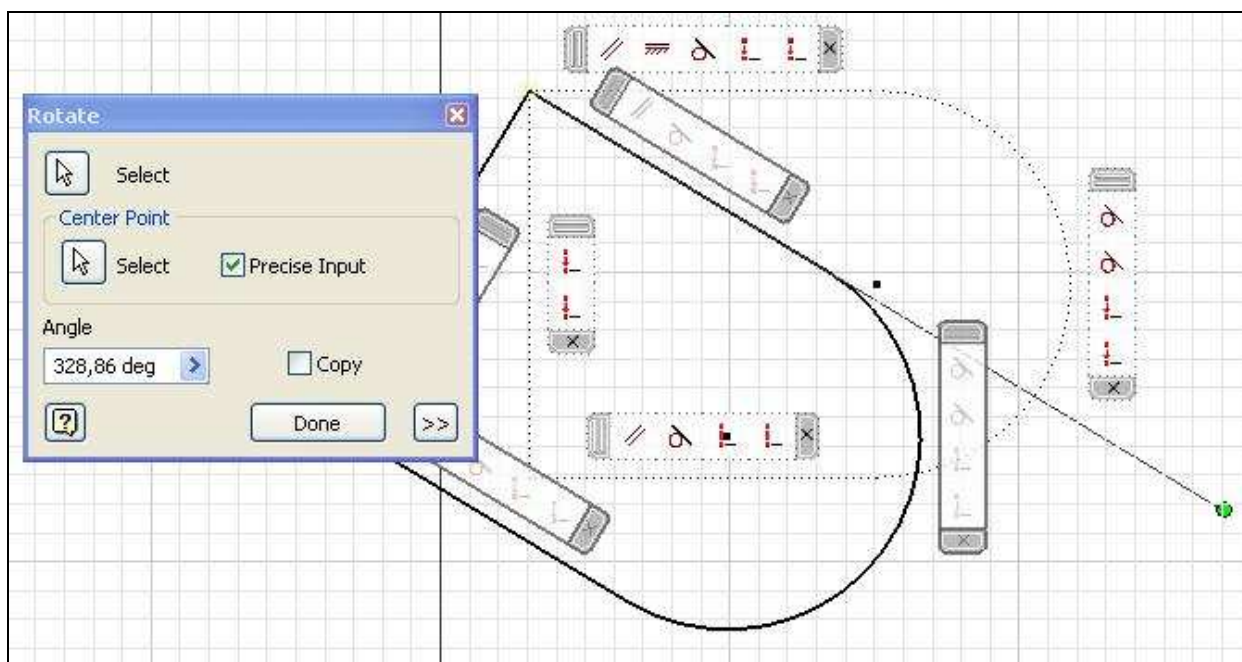 Rotate
Select
Center Point
Select
Precise Input
Angle
328,86 deg
Copy
Done
>>